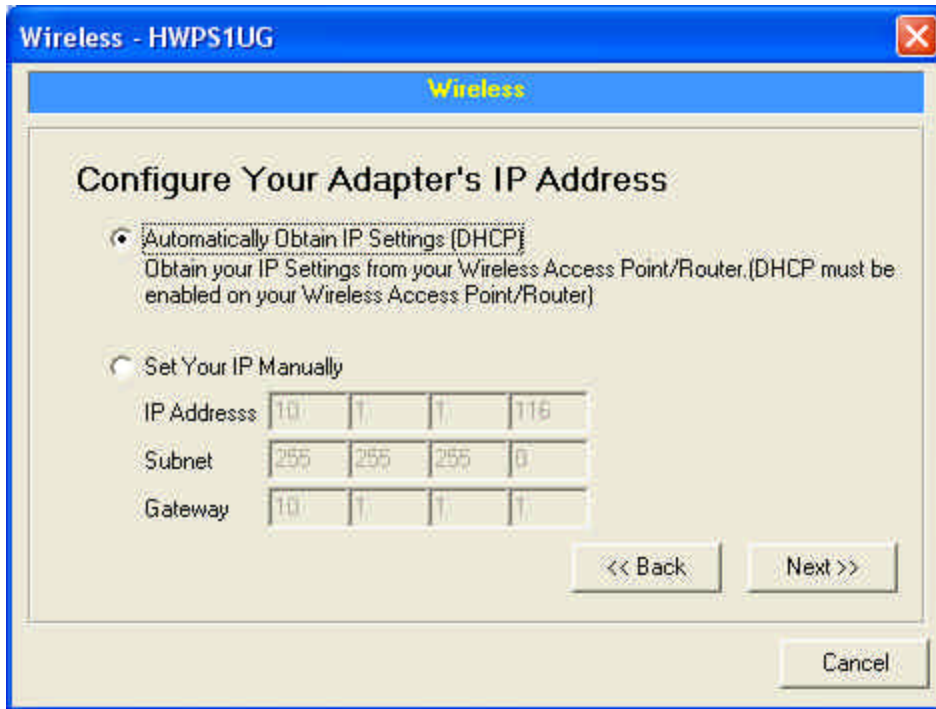 Wireless - HWPS1UG
Wireless
Configure Your Adapter's IP Address
Automatically Obtain IP Settings (DHCP)
Obtain your IP Settings from your Wireless Access Point/Router.(DHCP must be
enabled on your Wireless Access Point/Router)
Set Your IP Manually
IP Addresss 10 1 1 116
Subnet 255 255 255 0
Gateway 10 1 1 1
<< Back Next >>
Cancel